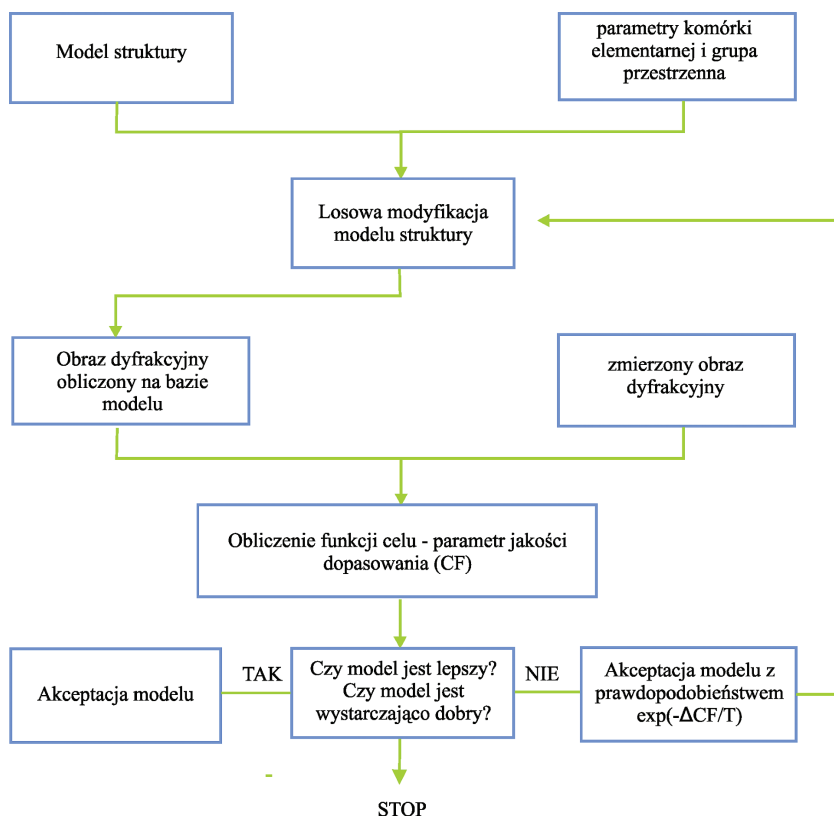 Model struktury
parametry komórki
elementarnej i grupa
przestrzenna
Losowa modyfikacja
modelu struktury
Obraz dyfrakcyjny
obliczony na bazie
modelu
zmierzony obraz
dyfrakcyjny
Obliczenie funkcji celu - parametr jakości
dopasowania (CF)
Akceptacja modelu
TAK
Czy model jest lepszy?
Czy model jest
wystarczająco dobry?
NIE
Akceptacja modelu z
prawdopodobieństwem
exp(-ΔCF/T)
STOP